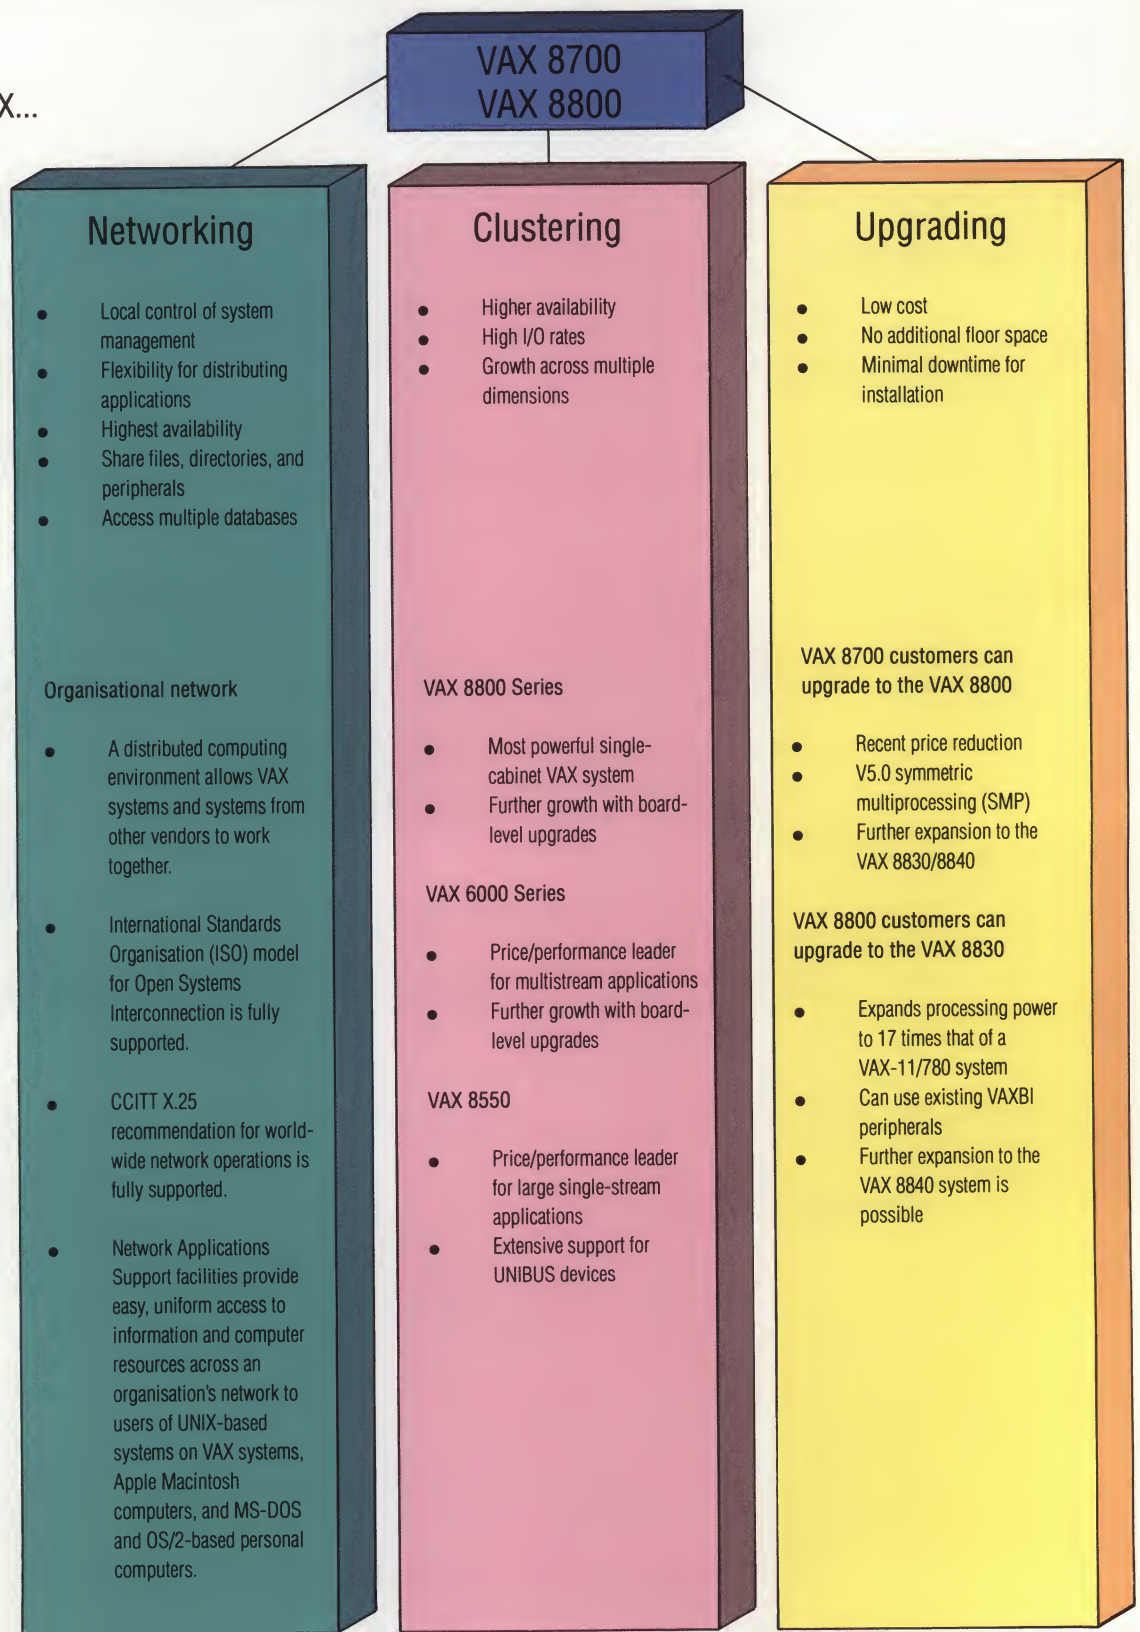 X...
VAX 8700
VAX 8800
Networking
● Local control of system
management
● Flexibility for distributing
applications
● Highest availability
● Share files, directories, and
peripherals
● Access multiple databases
Organisational network
● A distributed computing
environment allows VAX
systems and systems from
other vendors to work
together.
● International Standards
Organisation (ISO) model
for Open Systems
Interconnection is fully
supported.
● CCITT X.25
recommendation for world-
wide network operations is
fully supported.
● Network Applications
Support facilities provide
easy, uniform access to
information and computer
resources across an
organisation's network to
users of UNIX-based
systems on VAX systems,
Apple Macintosh
computers, and MS-DOS
and OS/2-based personal
computers.
Clustering
● Higher availability
● High I/O rates
● Growth across multiple
dimensions
VAX 8800 Series
● Most powerful single-
cabinet VAX system
● Further growth with board-
level upgrades
VAX 6000 Series
● Price/performance leader
for multistream applications
● Further growth with board-
level upgrades
VAX 8550
● Price/performance leader
for large single-stream
applications
● Extensive support for
UNIBUS devices
Upgrading
● Low cost
● No additional floor space
● Minimal downtime for
installation
VAX 8700 customers can
upgrade to the VAX 8800
● Recent price reduction
● V5.0 symmetric
multiprocessing (SMP)
● Further expansion to the
VAX 8830/8840
VAX 8800 customers can
upgrade to the VAX 8830
● Expands processing power
to 17 times that of a
VAX-11/780 system
● Can use existing VAXBI
peripherals
● Further expansion to the
VAX 8840 system is
possible